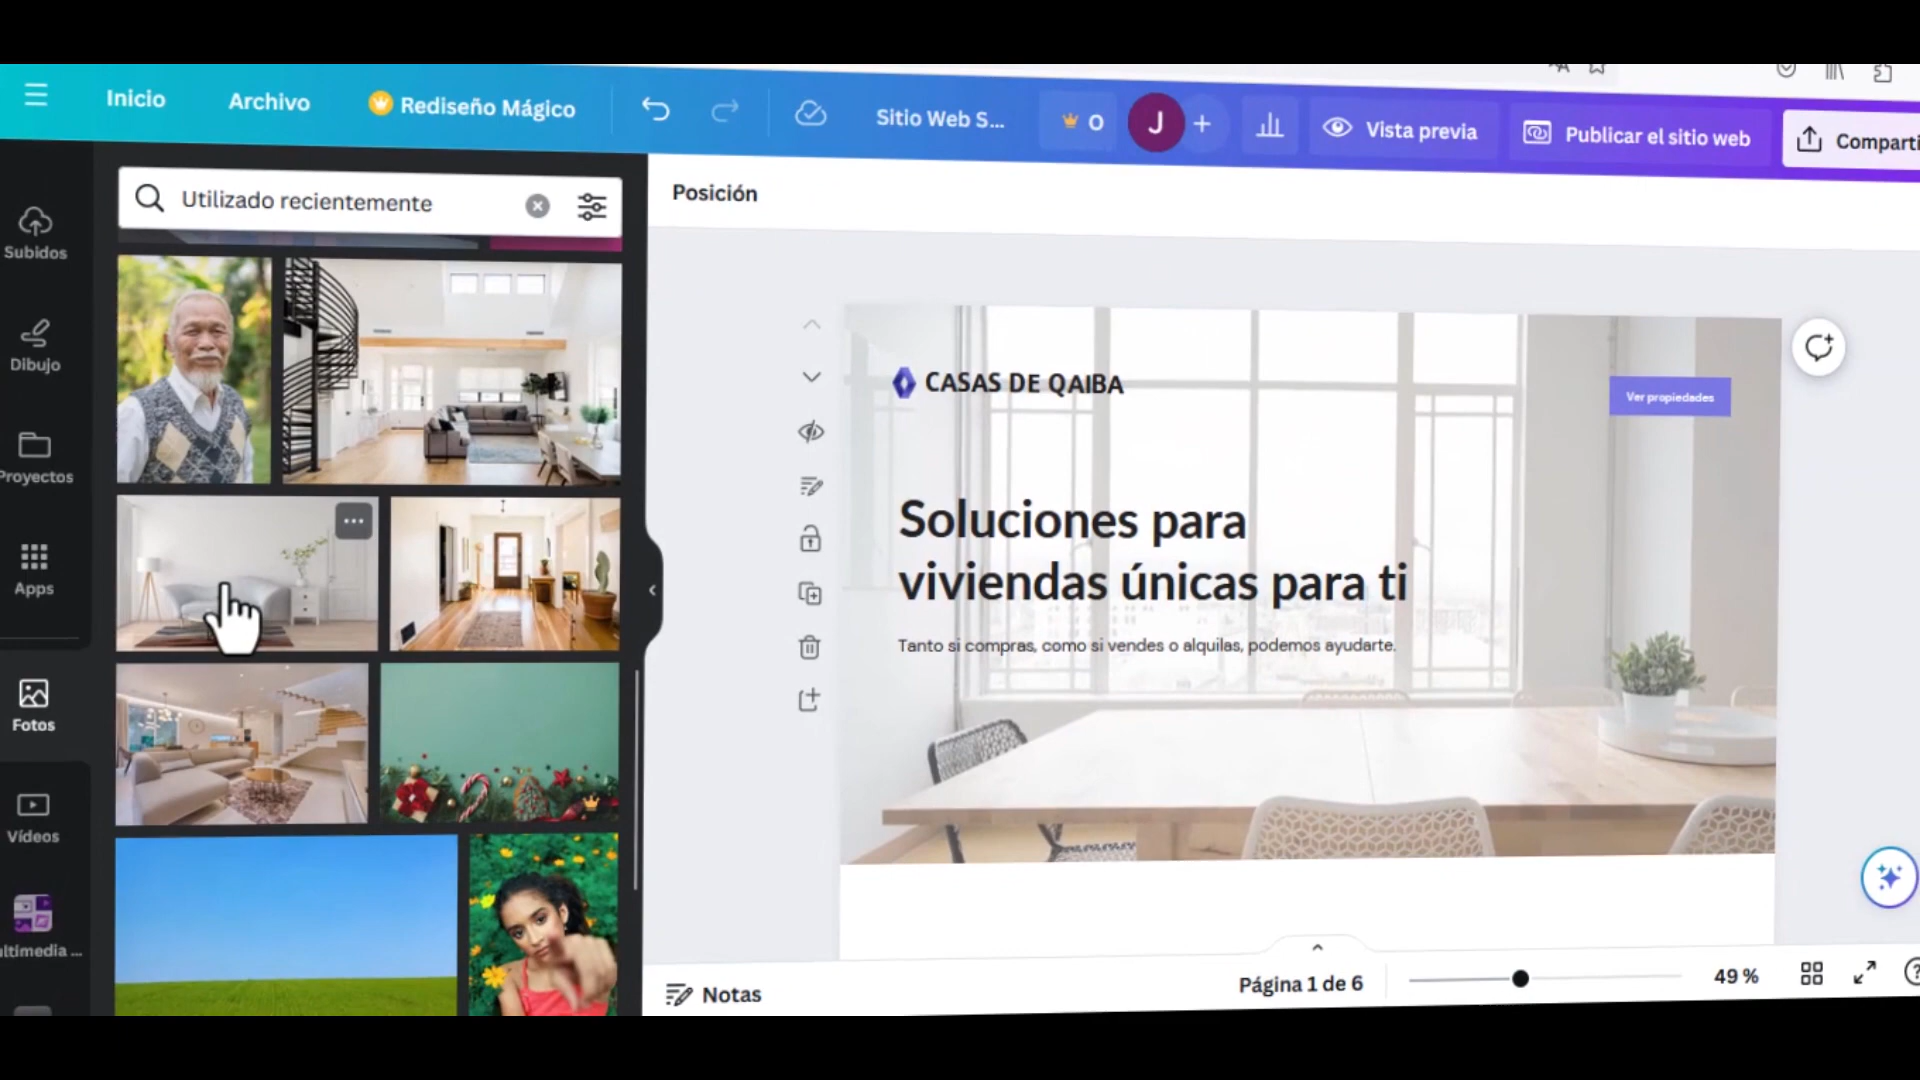 Inicio
Archivo
Rediseño Mágico
Sitio Web S...
0
J
Vista previa
Publicar el sitio web
Comparti
Utilizado recientemente
Posición
Subidos
Dibujo
Proyectos
Apps
Fotos
Vídeos
ultimedia ...
CASAS DE QAIBA
Ver propiedades
Soluciones para
viviendas únicas para ti
Tanto si compras, como si vendes o alquilas, podemos ayudarte.
Notas
Página 1 de 6
49 %